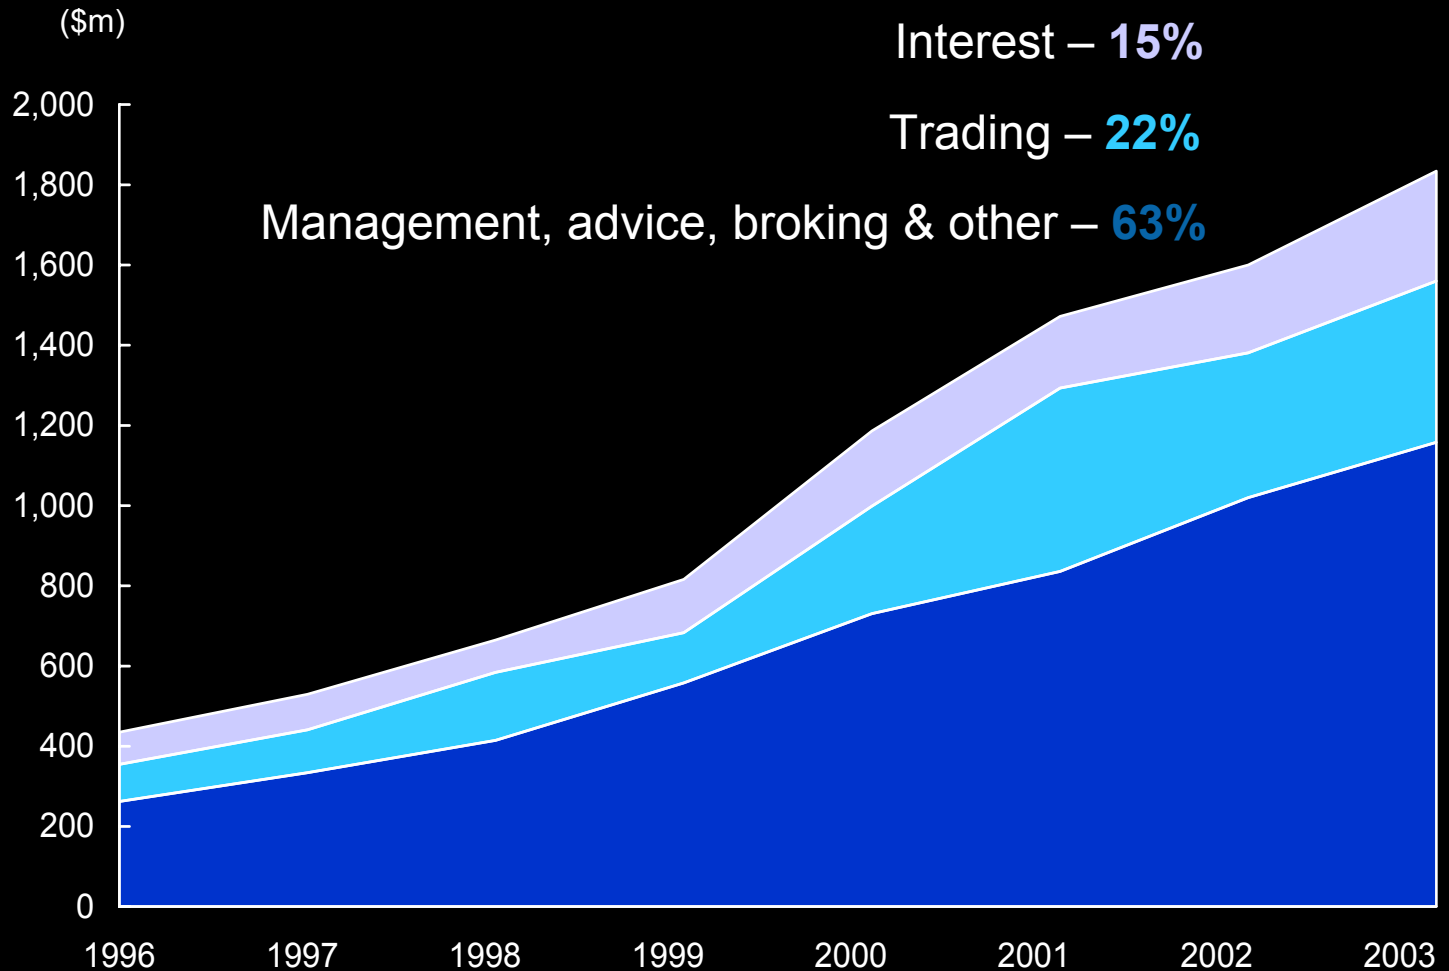 ($m)
Interest – 15%
Trading – 22%
Management, advice, broking & other – 63%
2,000
1,800
1,600
1,400
1,200
1,000
800
600
400
200
0
1996 1997 1998 1999 2000 2001 2002 2003